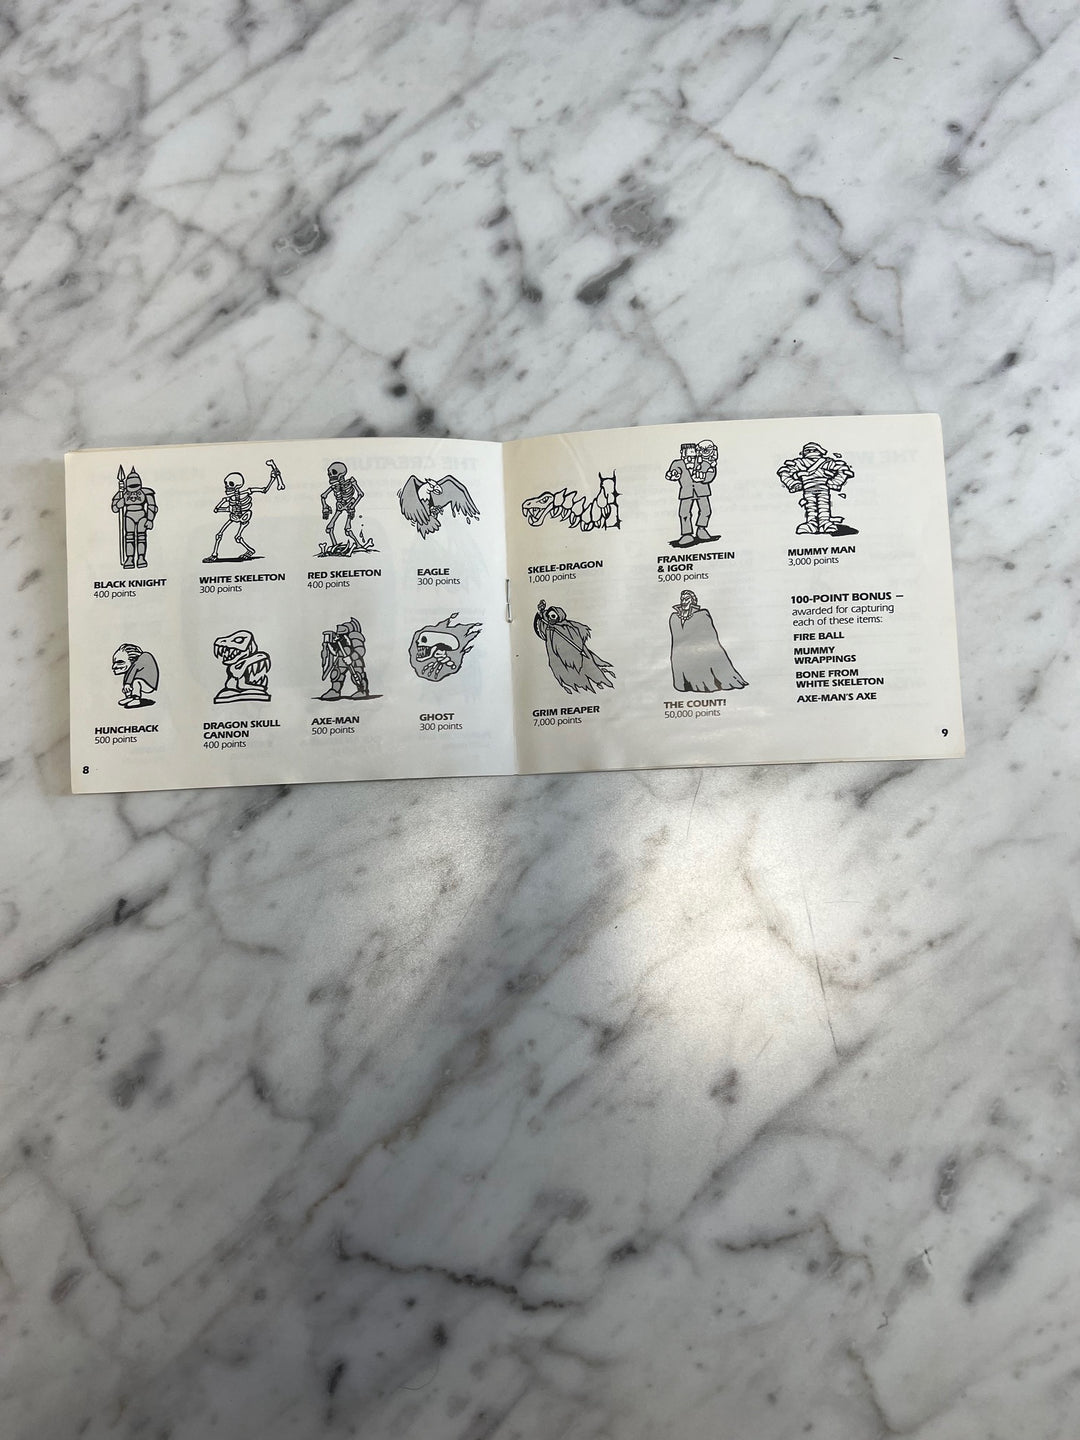 BLACK KNIGHT
400 points
WHITE SKELETON
300 points
RED SKELETON
400 points
EAGLE
300 points
HUNCHBACK
500 points
DRAGON SKULL
CANNON
400 points
AXE-MAN
500 points
GHOST
300 points
8
SKELE-DRAGON
1,000 points
FRANKENSTEIN
& IGOR
5,000 points
MUMMY MAN
3,000 points
GRIM REAPER
7,000 points
THE COUNT!
50,000 points
100-POINT BONUS —
awarded for capturing
each of these items:
FIRE BALL
MUMMY
WRAPPINGS
BONE FROM
WHITE SKELETON
AXE-MAN'S AXE
9